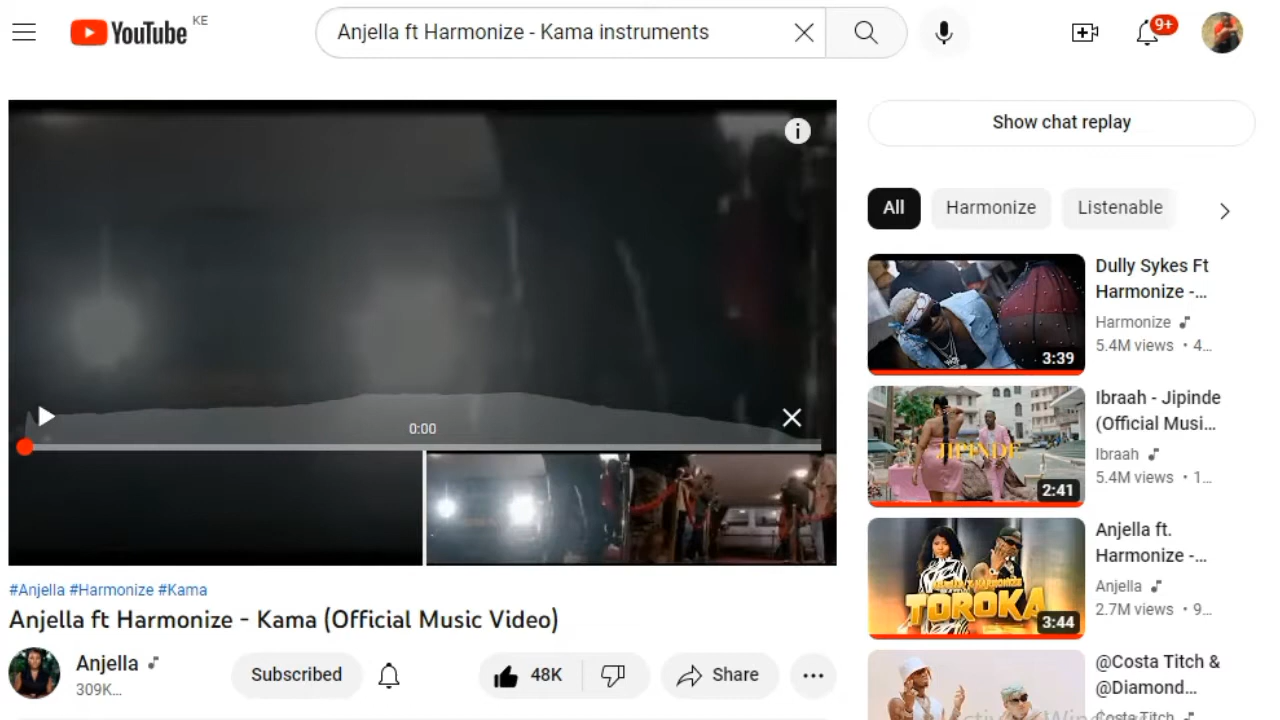 YouTube KE
Anjella ft Harmonize - Kama instruments
9+
Show chat replay
All
Harmonize
Listenable
0:00
#Anjella #Harmonize #Kama
Anjella ft Harmonize - Kama (Official Music Video)
Anjella
309K...
Subscribed
48K
Share
3:39
Dully Sykes Ft
Harmonize -...
Harmonize
5.4M views • 4...
JIPINDE
2:41
Ibraah - Jipinde
(Official Musi...
Ibraah
5.4M views • 1...
TOROKA
3:44
Anjella ft.
Harmonize -...
Anjella
2.7M views • 9...
@Costa Titch &
@Diamond...
Costa Titch